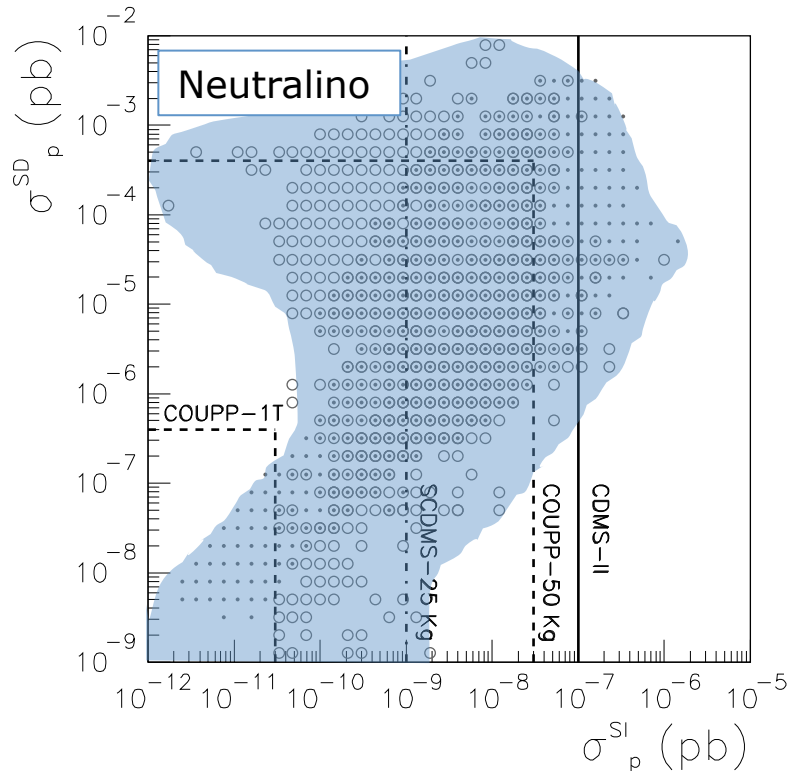 Neutralino
σ^SD_p (pb)
10^-2
10^-3
10^-4
10^-5
10^-6
10^-7
10^-8
10^-9
COUPP-1T
SCDMS-25 Kg
COUPP-50 Kg
CDMS-II
10^-12 10^-11 10^-10 10^-9 10^-8 10^-7 10^-6 10^-5
σ^SI_p (pb)